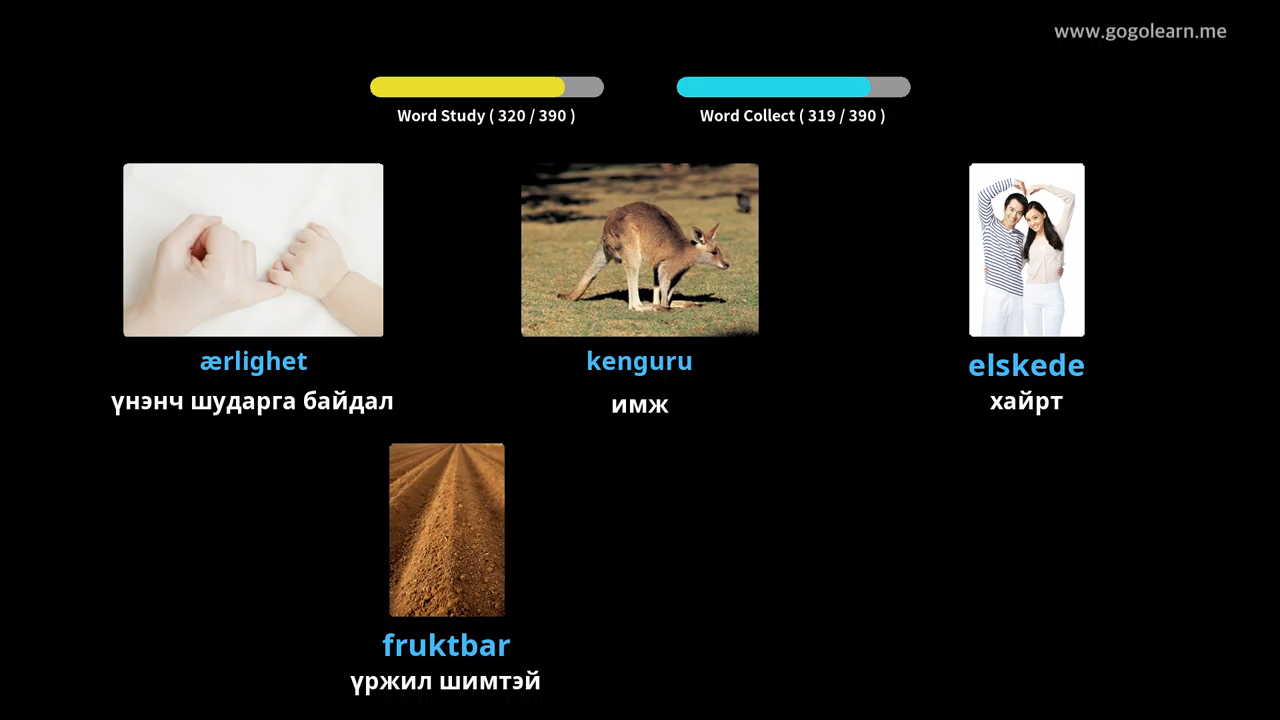 www.gogolearn.me
Word Study ( 320 / 390 )
Word Collect ( 319 / 390 )
ærlighet
үнэнч шударга байдал
kenguru
имж
elskede
хайрт
fruktbar
үржил шимтэй